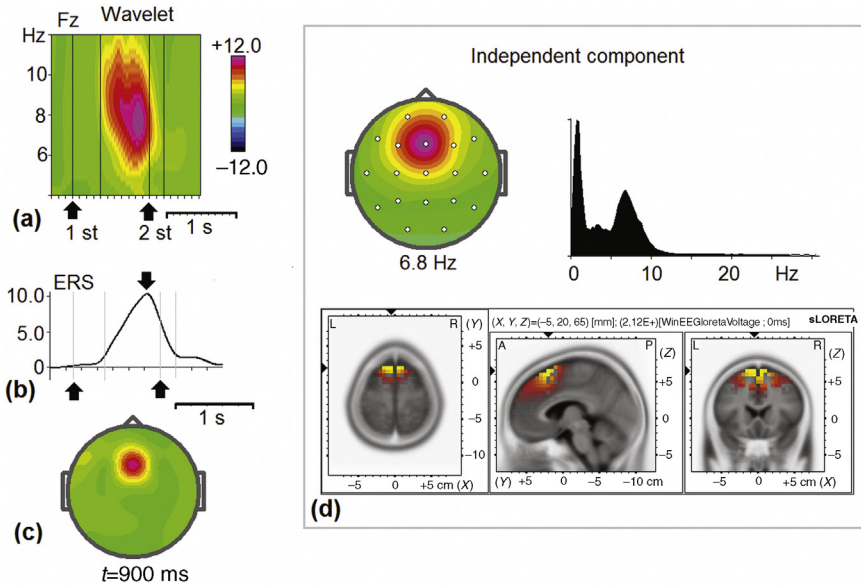 Fz Wavelet
Hz
10
8
6
+12.0
−12.0
(a)
1 st 2 st 1 s
ERS
10.0
5.0
0
(b)
1 s
(c)
t=900 ms
Independent component
6.8 Hz
0 10 20 Hz
(d)
(X, Y, Z)=(−5, 20, 65) [mm]; (2,12E+)[WinEEGloretaVoltage ; 0ms] sLORETA
L R (Y)
+5
0
−5
−10
−5 0 +5 cm (X)
A P (Z)
+5
0
−5
(Y) +5 0 −5 −10 cm
L R (Z)
+5
0
−5
−5 0 +5 cm (X)